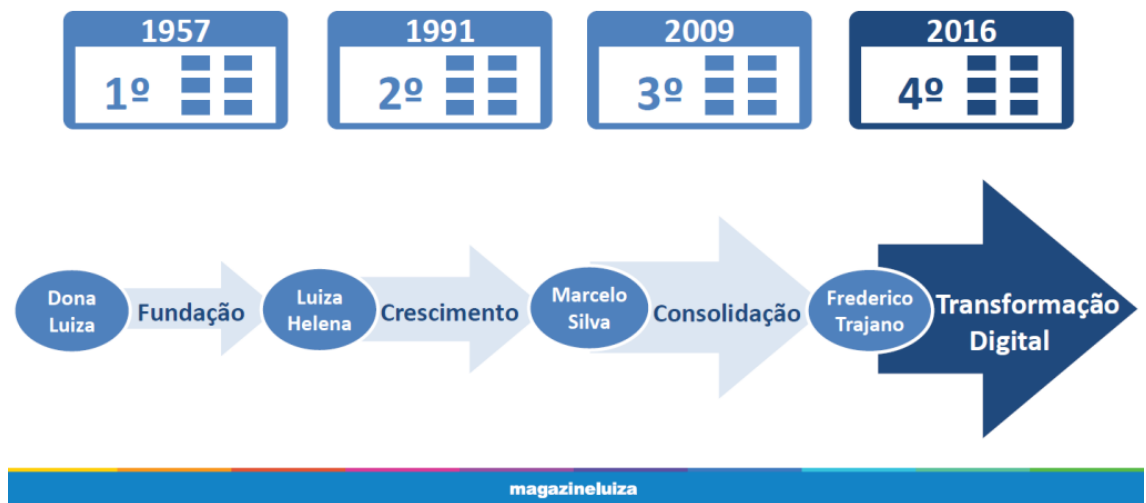 1957
1991
2009
2016
1º
2º
3º
4º
Dona
Luiza
Fundação
Luiza
Helena
Crescimento
Marcelo
Silva
Consolidação
Frederico
Trajano
Transformação
Digital
magazineluiza